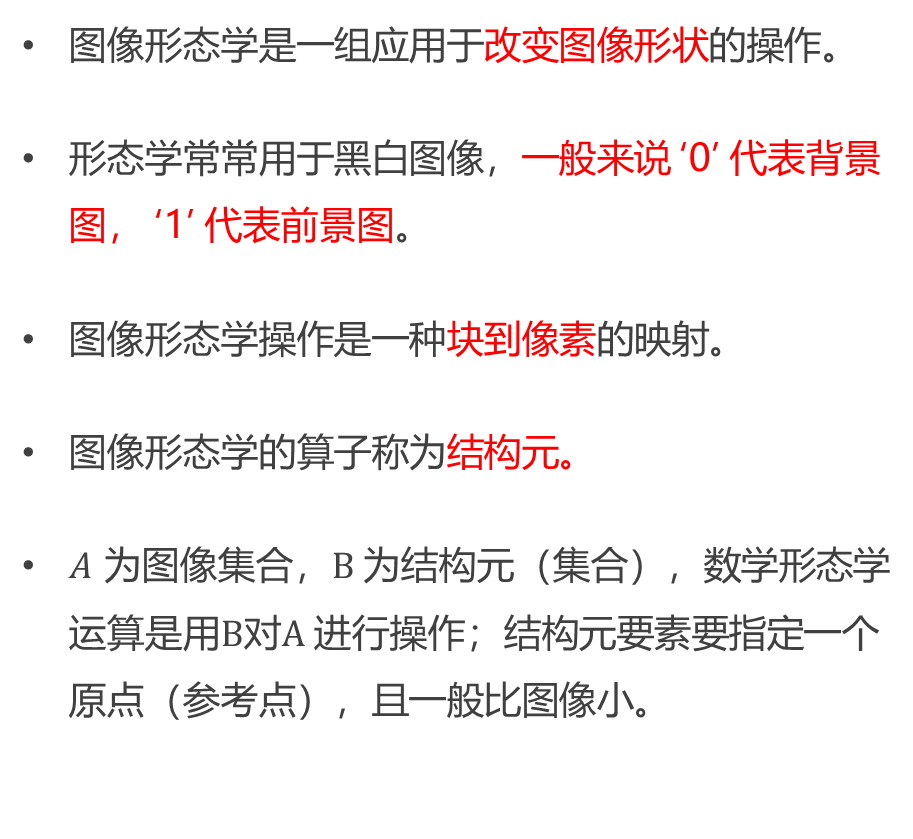 • 图像形态学是一组应用于改变图像形状的操作。
• 形态学常常用于黑白图像，一般来说 ‘0’ 代表背景
图， ‘1’ 代表前景图。
• 图像形态学操作是一种块到像素的映射。
• 图像形态学的算子称为结构元。
• A 为图像集合，B 为结构元（集合），数学形态学
运算是用B对A 进行操作；结构元要素要指定一个
原点（参考点），且一般比图像小。